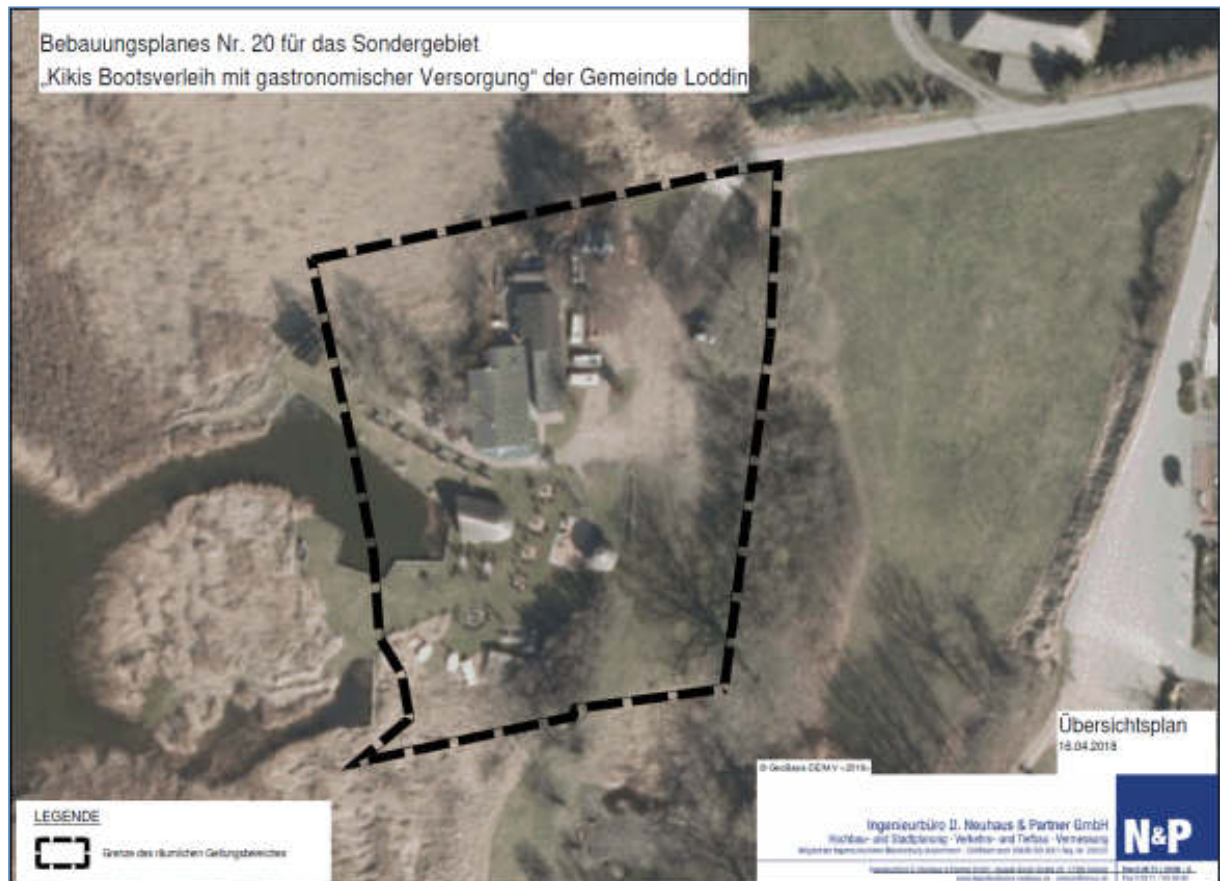 Bebauungsplanes Nr. 20 für das Sondergebiet
„Kikis Bootsverleih mit gastronomischer Versorgung“ der Gemeinde Loddin
Übersichtsplan
16.04.2018
© GeoBasis-DE/M-V
LEGENDE
Grenze des räumlichen Geltungsbereiches
Ingenieurbüro D. Neuhaus & Partner GmbH
Hochbau- und Stadtplanung · Verkehrs- und Tiefbau · Vermessung
N&P